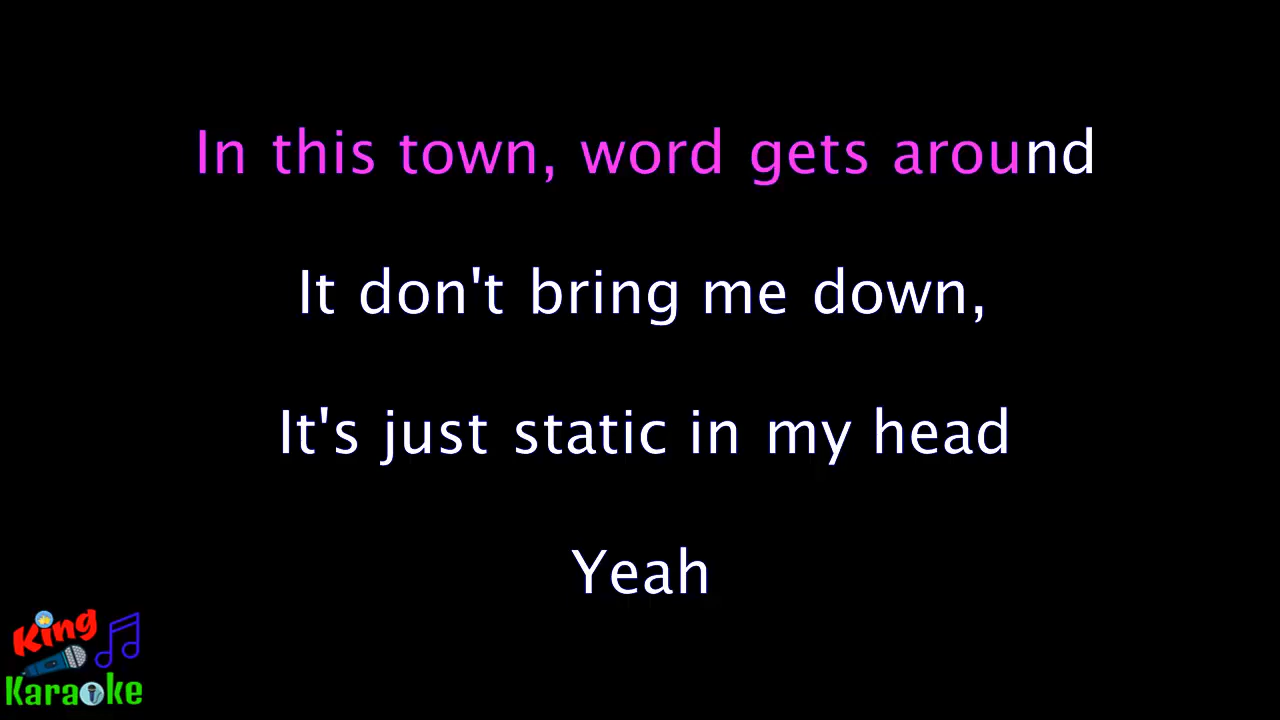 In this town, word gets around
It don't bring me down,
It's just static in my head
Yeah
King
Karaoke